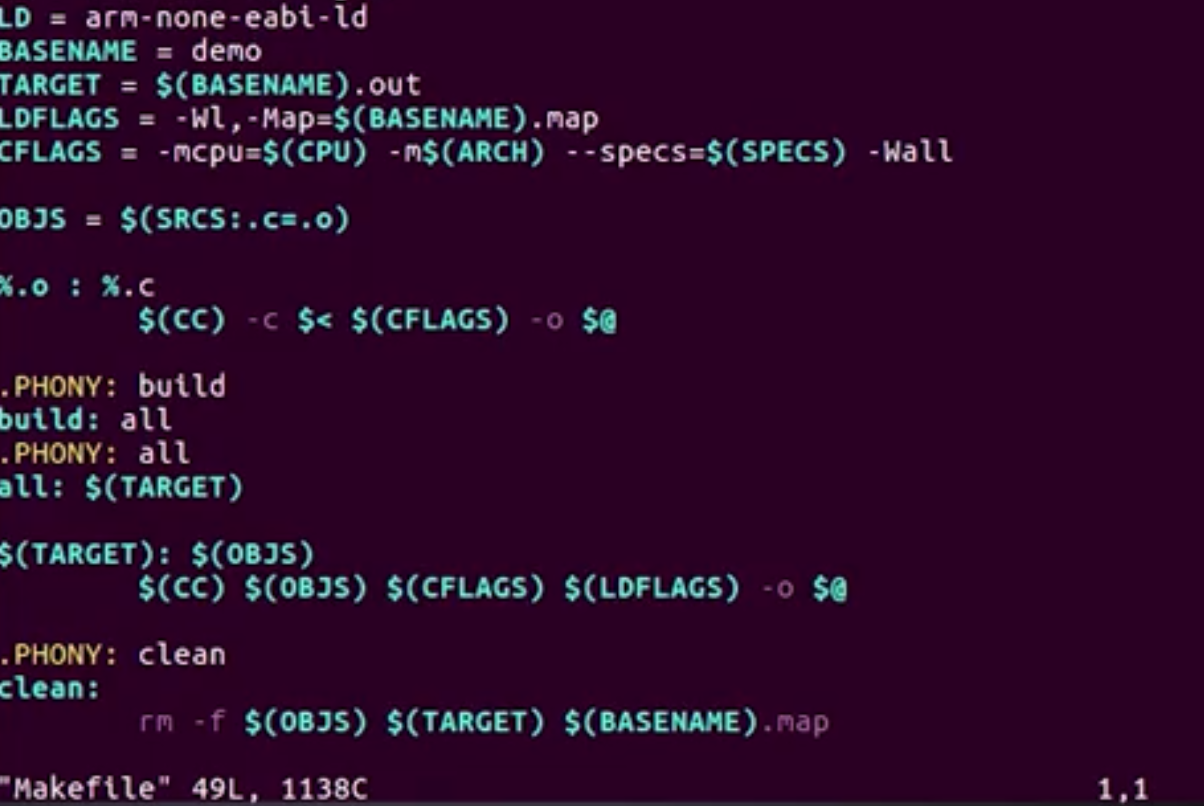 LD = arm-none-eabi-ld
BASENAME = demo
TARGET = $(BASENAME).out
LDFLAGS = -Wl,-Map=$(BASENAME).map
CFLAGS = -mcpu=$(CPU) -m$(ARCH) --specs=$(SPECS) -Wall
OBJS = $(SRCS:.c=.o)
%.o : %.c
$(CC) -c $< $(CFLAGS) -o $@
.PHONY: build
build: all
.PHONY: all
all: $(TARGET)
$(TARGET): $(OBJS)
$(CC) $(OBJS) $(CFLAGS) $(LDFLAGS) -o $@
.PHONY: clean
clean:
rm -f $(OBJS) $(TARGET) $(BASENAME).map
"Makefile" 49L, 1138C 1,1